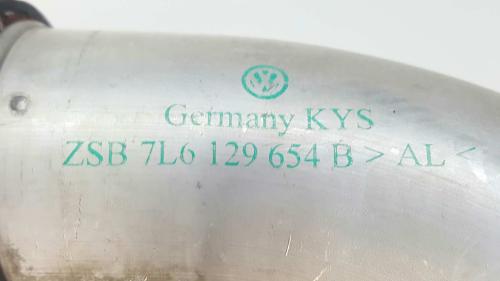 Germany KYS
ZSB 7L6 129 654 B > AL <